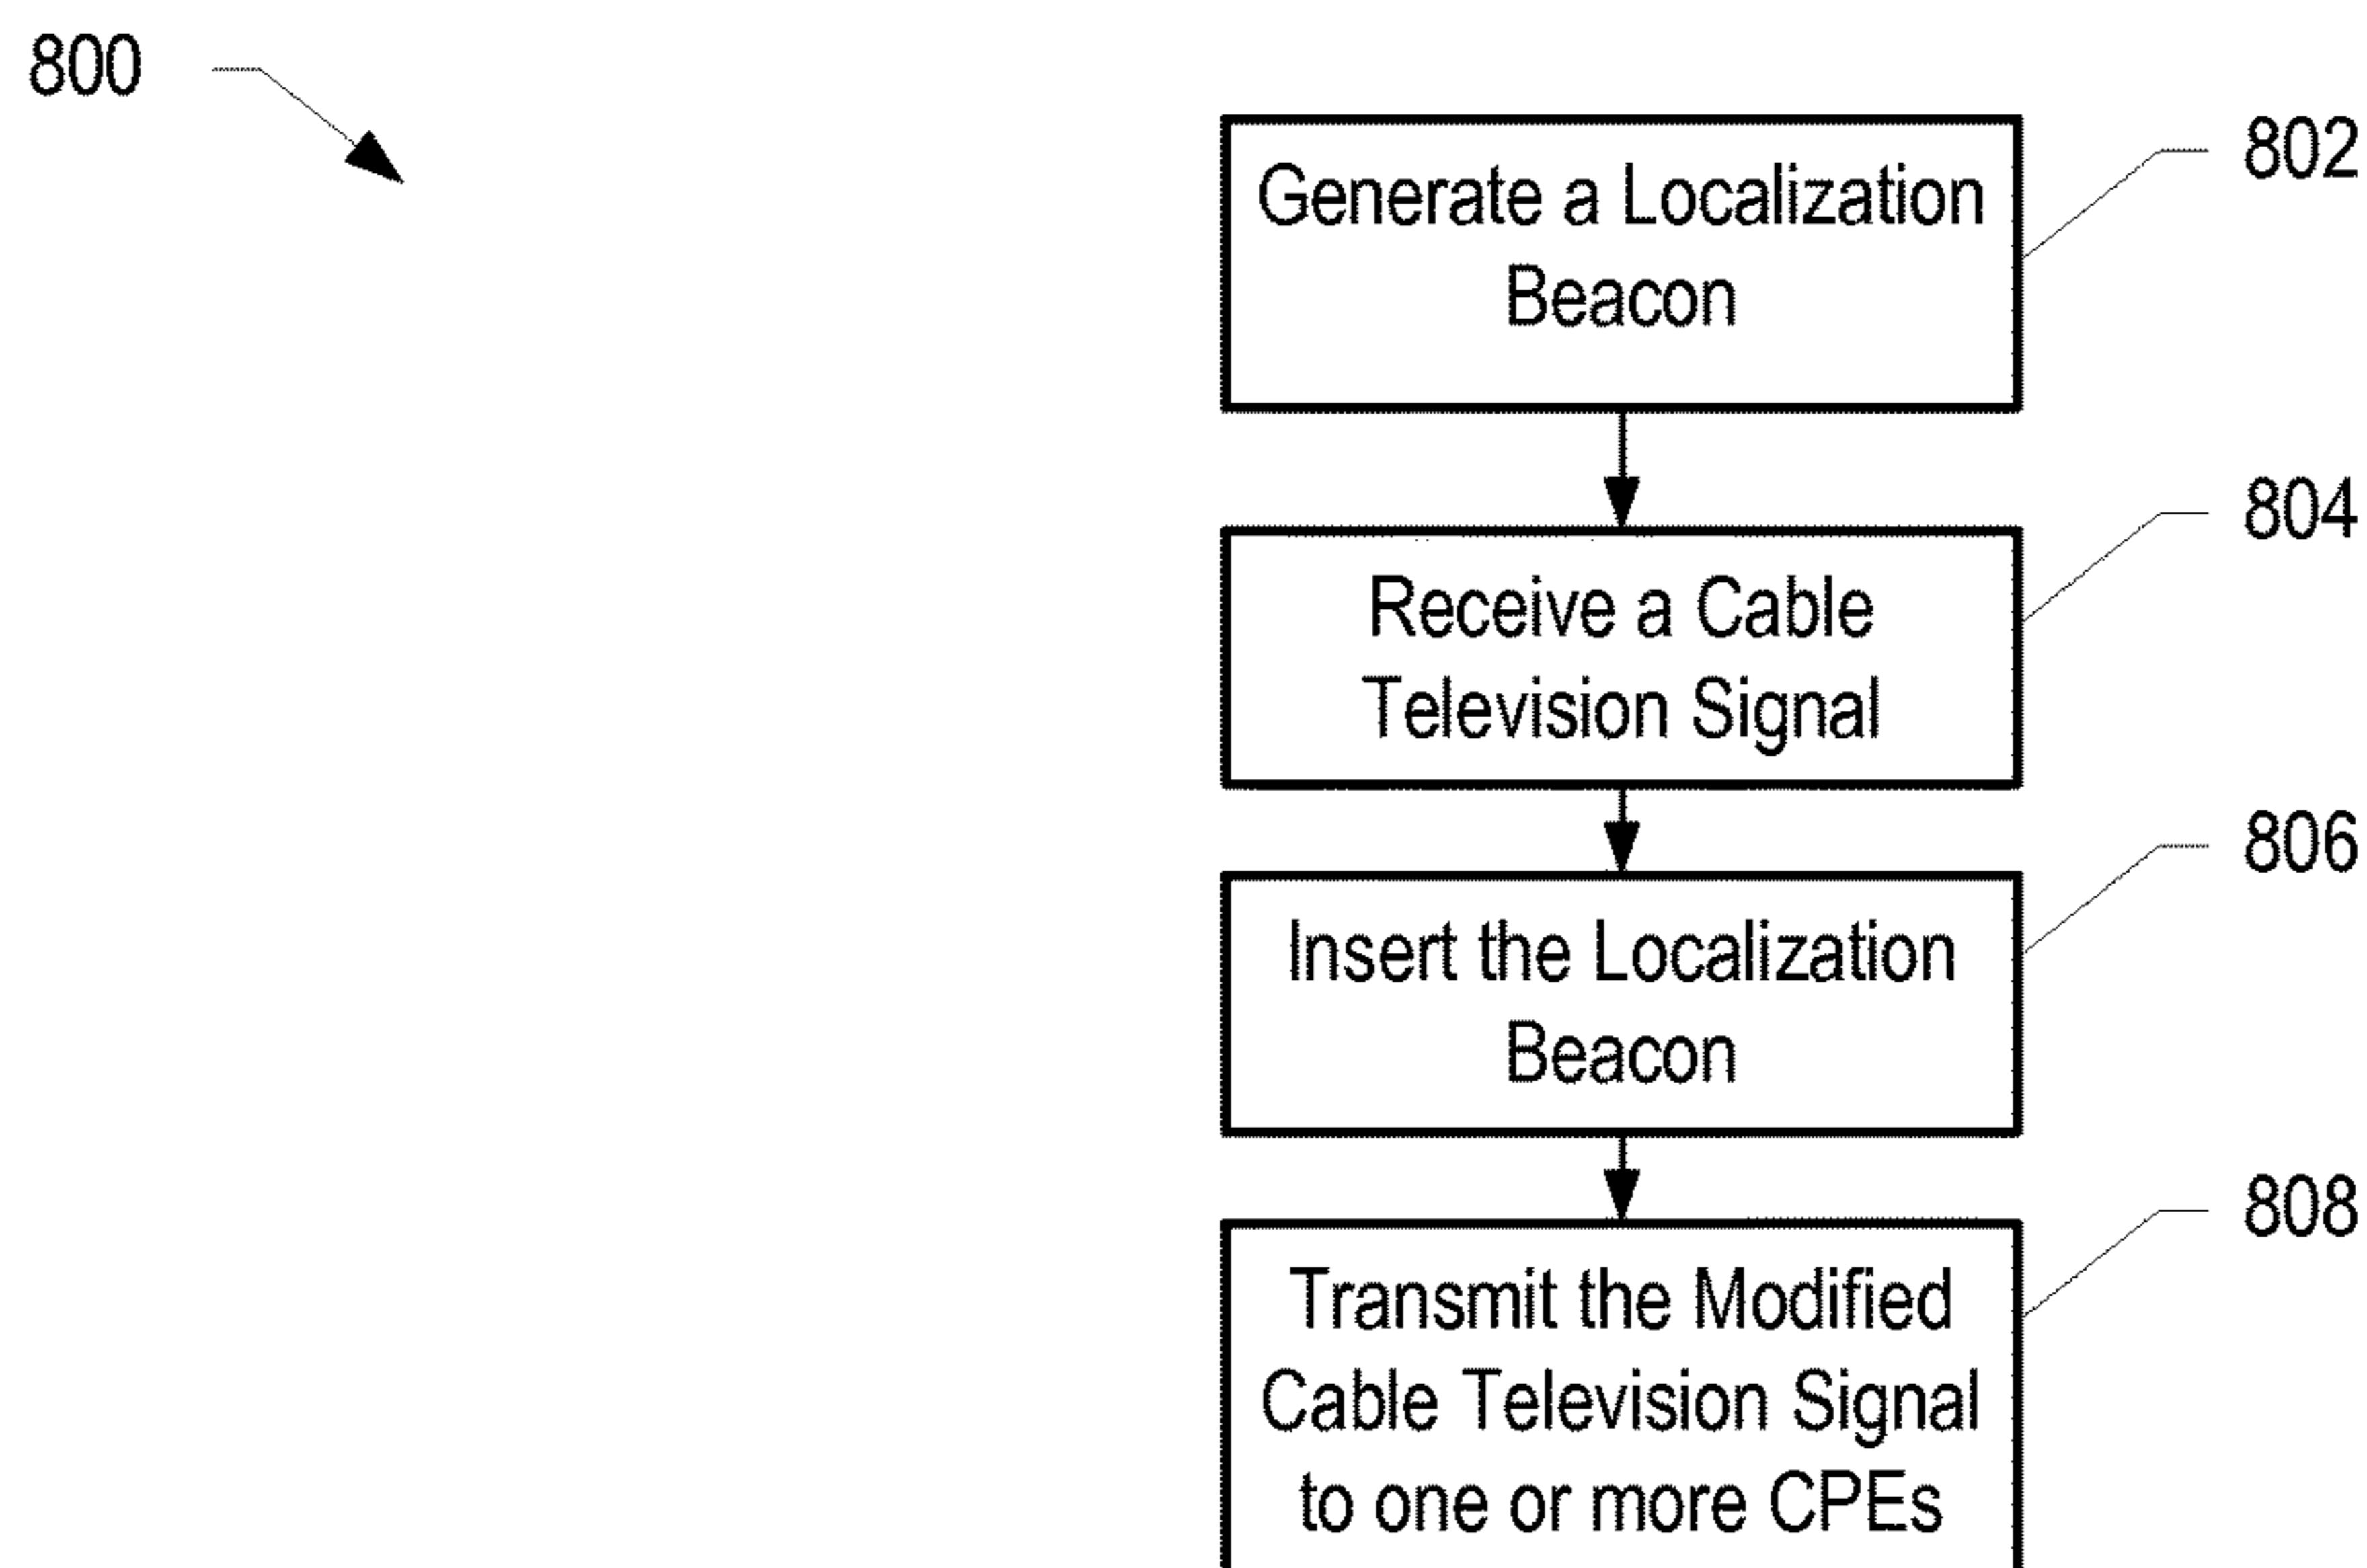 800
802
Generate a Localization
Beacon
804
Receive a Cable
Television Signal
806
Insert the Localization
Beacon
808
Transmit the Modified
Cable Television Signal
to one or more CPEs